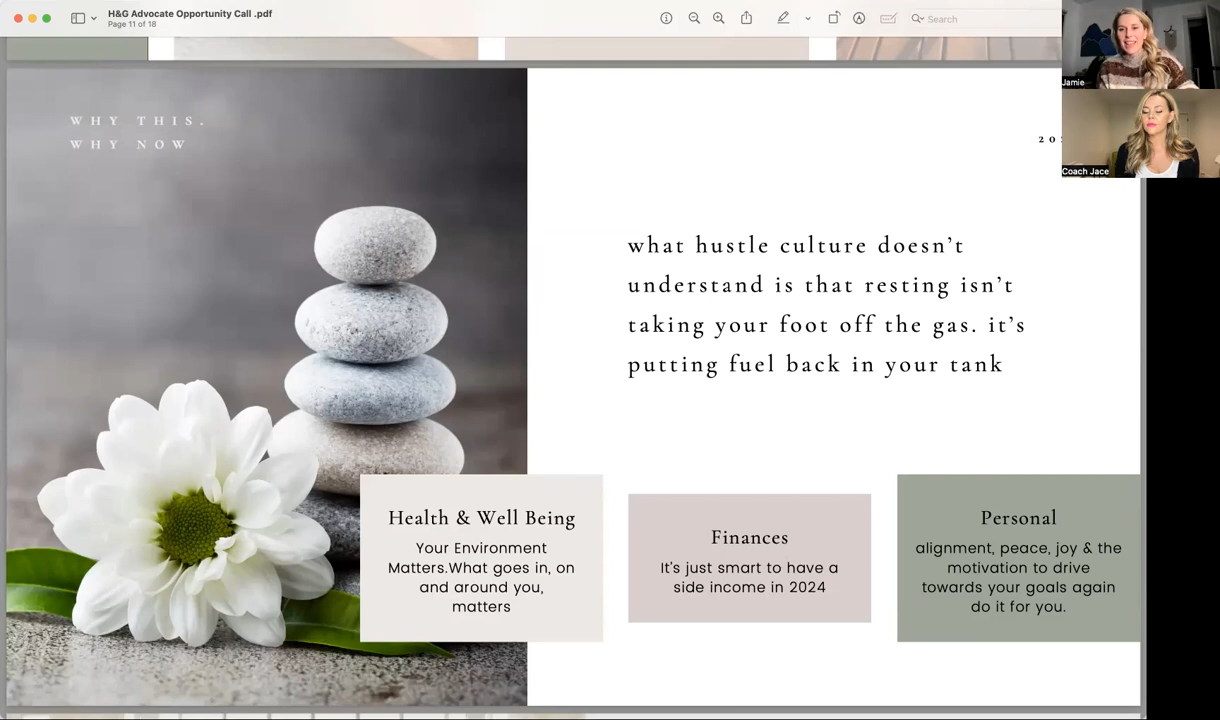 H&G Advocate Opportunity Call .pdf
Page 11 of 18
Search
Jamie
Coach Jace
WHY THIS.
WHY NOW
what hustle culture doesn't
understand is that resting isn't
taking your foot off the gas. it's
putting fuel back in your tank
Health & Well Being
Your Environment
Matters.What goes in, on
and around you,
matters
Finances
It's just smart to have a
side income in 2024
Personal
alignment, peace, joy & the
motivation to drive
towards your goals again
do it for you.